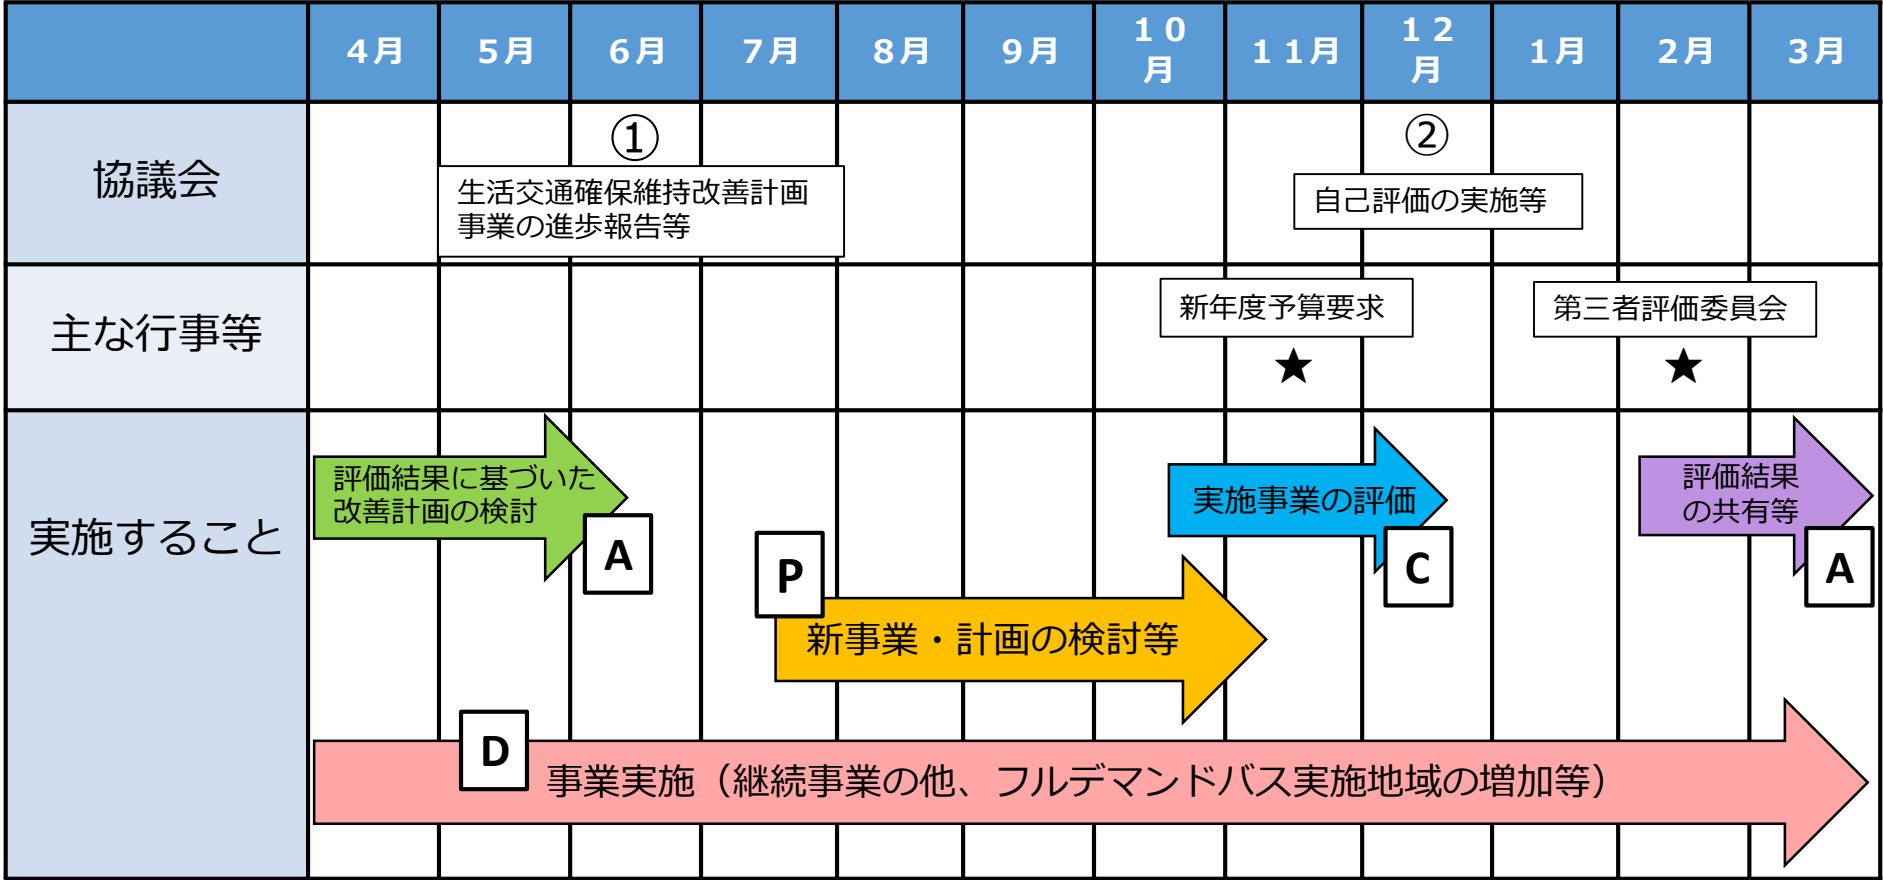 4月
5月
6月
7月
8月
9月
10
月
11月
12
月
1月
2月
3月
協議会
①
生活交通確保維持改善計画
事業の進歩報告等
②
自己評価の実施等
主な行事等
新年度予算要求
★
第三者評価委員会
★
実施すること
評価結果に基づいた
改善計画の検討
A
実施事業の評価
C
評価結果
の共有等
A
P
新事業・計画の検討等
D
事業実施（継続事業の他、フルデマンドバス実施地域の増加等）